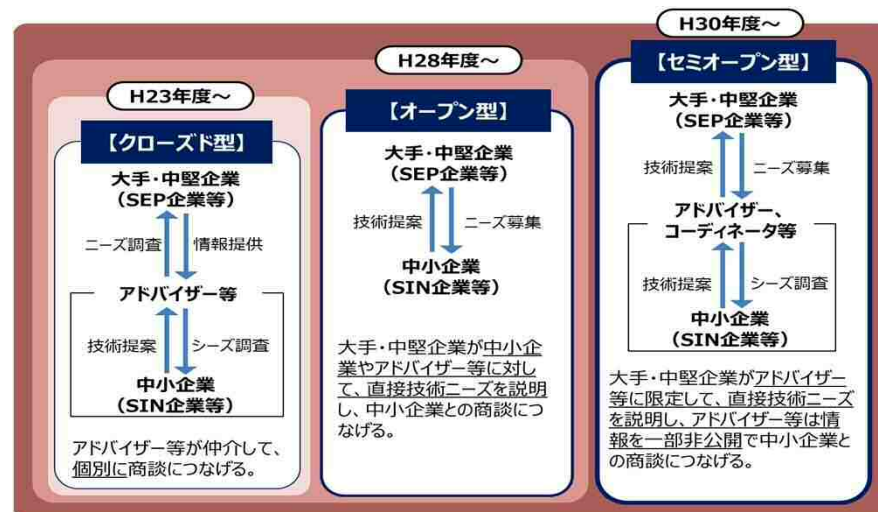 H23年度～
【クローズド型】
大手・中堅企業
（SEP企業等）
ニーズ調査
情報提供
アドバイザー等
技術提案
シーズ調査
中小企業
（SIN企業等）
アドバイザー等が仲介して、
個別に商談につなげる。
H28年度～
【オープン型】
大手・中堅企業
（SEP企業等）
技術提案
ニーズ募集
中小企業
（SIN企業等）
大手・中堅企業が中小企
業やアドバイザー等に対し
て、直接技術ニーズを説明
し、中小企業との商談につ
なげる。
H30年度～
【セミオープン型】
大手・中堅企業
（SEP企業等）
技術提案
ニーズ募集
アドバイザー、
コーディネータ等
技術提案
シーズ調査
中小企業
（SIN企業等）
大手・中堅企業がアドバイザー
等に限定して、直接技術ニーズ
を説明し、アドバイザー等は情
報を一部非公開で中小企業と
の商談につなげる。